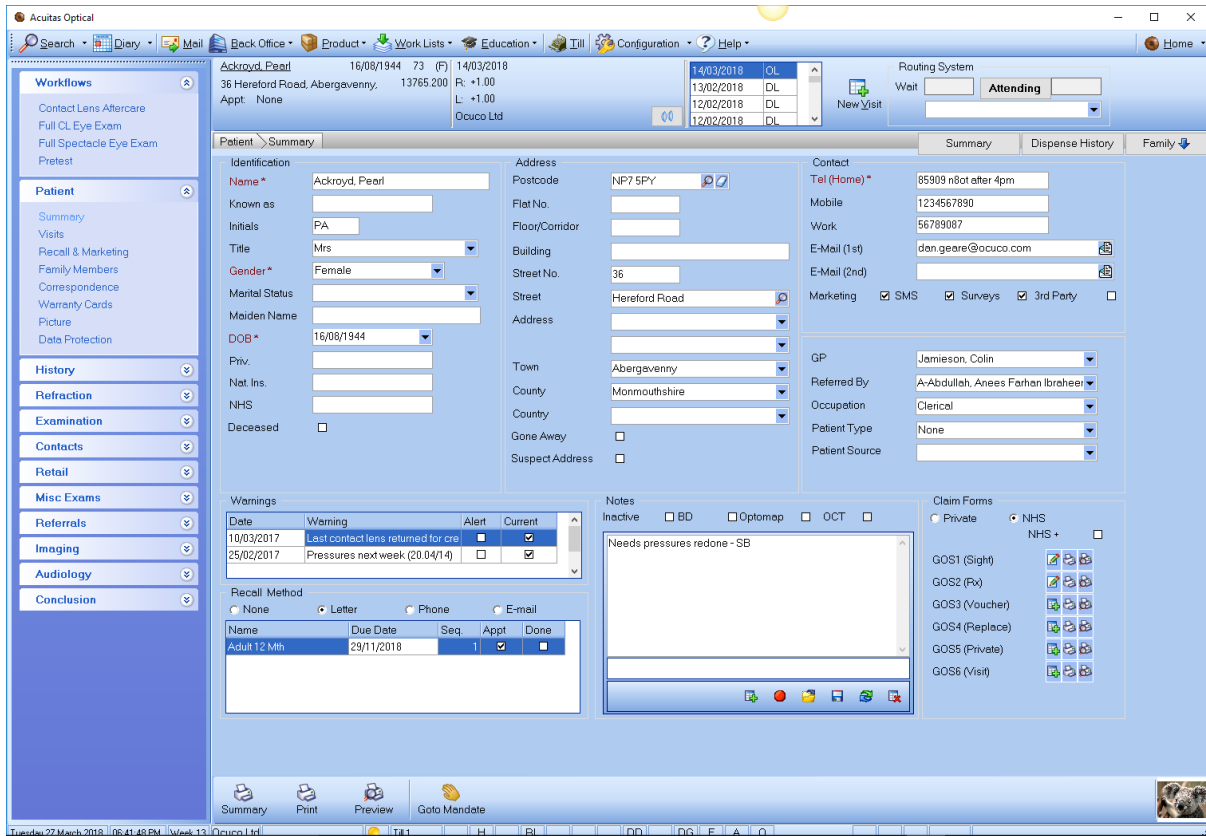 Acuitas Optical
Search Diary Mail Back Office Product Work Lists Education Till Configuration Help Home
Ackroyd, Pearl 16/08/1944 73 (F) 14/03/2018
36 Hereford Road, Abergavenny, 13765.200 R: +1.00
Appt: None L: +1.00
Ocuco Ltd
14/03/2018 OL
13/02/2018 DL
12/02/2018 DL
12/02/2018 DL
New Visit
Routing System
Wait Attending
Patient Summary
Summary Dispense History Family
Workflows
Contact Lens Aftercare
Full CL Eye Exam
Full Spectacle Eye Exam
Pretest
Patient
Summary
Visits
Recall & Marketing
Family Members
Correspondence
Warranty Cards
Picture
Data Protection
History
Refraction
Examination
Contacts
Retail
Misc Exams
Referrals
Imaging
Audiology
Conclusion
Identification
Name* Ackroyd, Pearl
Known as
Initials PA
Title Mrs
Gender* Female
Marital Status
Maiden Name
DOB* 16/08/1944
Priv.
Nat. Ins.
NHS
Deceased
Address
Postcode NP7 5PY
Flat No.
Floor/Corridor
Building
Street No. 36
Street Hereford Road
Address
Town Abergavenny
County Monmouthshire
Country
Gone Away
Suspect Address
Contact
Tel (Home)* 85909 n8ot after 4pm
Mobile 1234567890
Work 56789087
E-Mail (1st) dan.geare@ocuco.com
E-Mail (2nd)
Marketing SMS Surveys 3rd Party
GP Jamieson, Colin
Referred By A-Abdullah, Anees Farhan Ibraheer
Occupation Clerical
Patient Type None
Patient Source
Warnings
Date Warning Alert Current
10/03/2017 Last contact lens returned for cre
25/02/2017 Pressures next week (20.04/14)
Recall Method
None Letter Phone E-mail
Name Due Date Seq. Appt Done
Adult 12 Mth 29/11/2018 1
Notes
Inactive BD Optomap OCT
Needs pressures redone - SB
Claim Forms
Private NHS
NHS +
GOS1 (Sight)
GOS2 (Rx)
GOS3 (Voucher)
GOS4 (Replace)
GOS5 (Private)
GOS6 (Visit)
Summary Print Preview Goto Mandate
Tuesday 27 March 2018 06:41:48 PM Week 13 Ocuco Ltd Till 1 H BL DD DG F A O